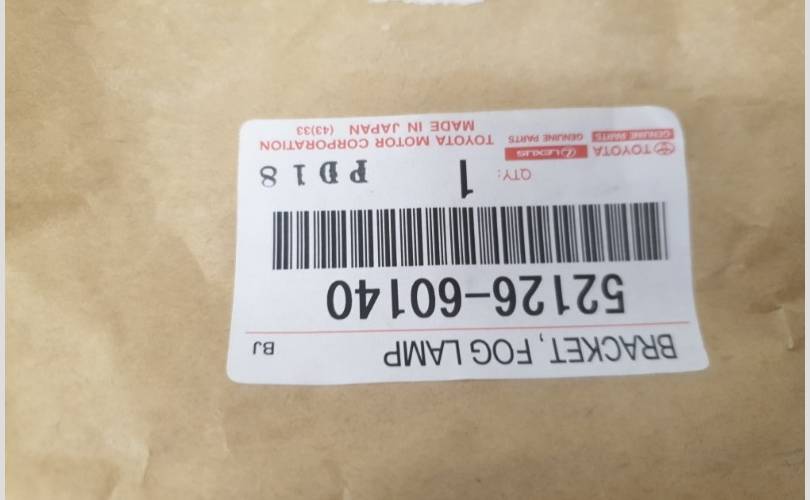 BRACKET, FOG LAMP BJ
52126-60140
QTY: 1 PD18
TOYOTA LEXUS TOYOTA MOTOR CORPORATION
GENUINE PARTS GENUINE PARTS MADE IN JAPAN (43)33